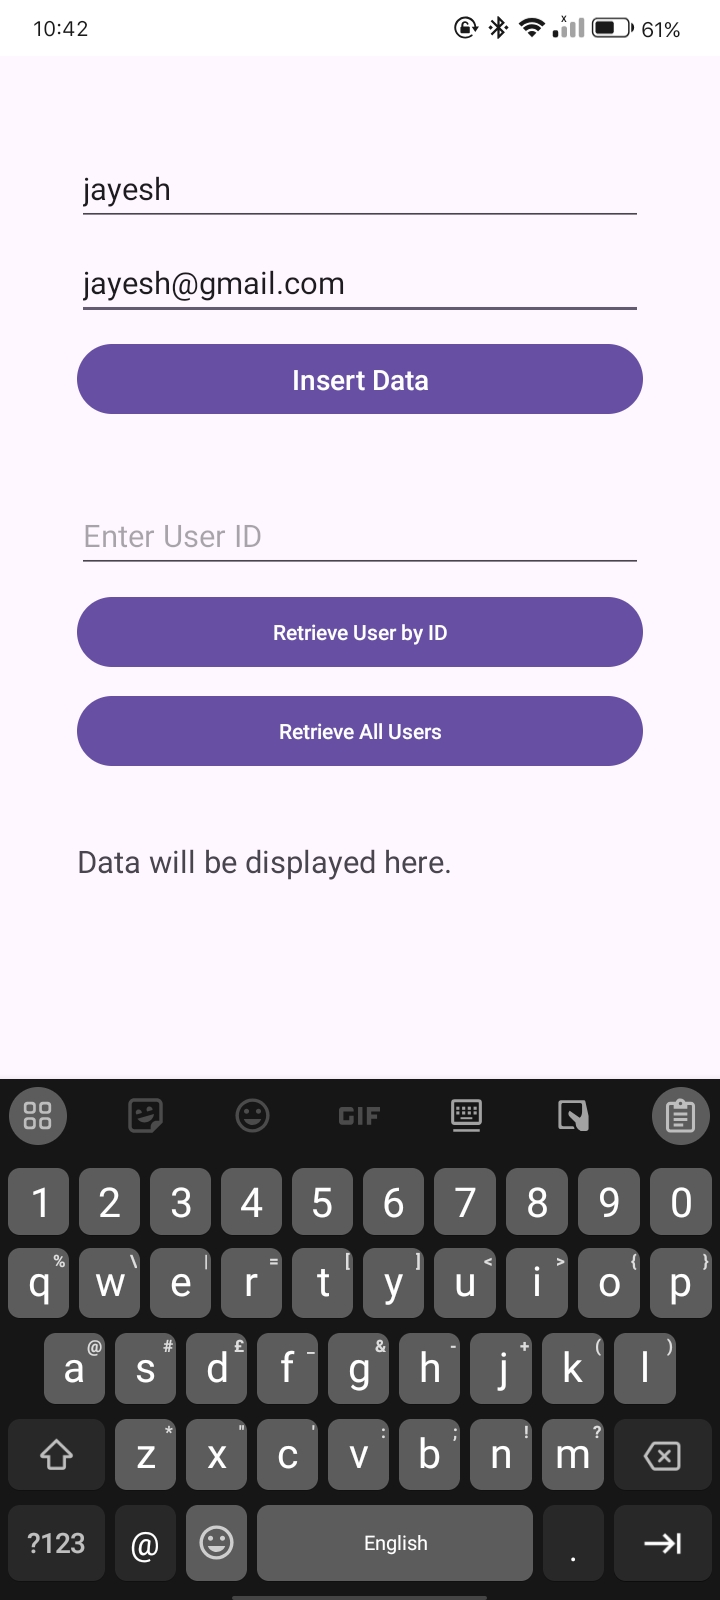 10:42 61%
jayesh
jayesh@gmail.com
Insert Data
Enter User ID
Retrieve User by ID
Retrieve All Users
Data will be displayed here.
GIF
1 2 3 4 5 6 7 8 9 0
q % w \ e | r = t [ y ] u < i > o { p }
a @ s # d £ f _ g & h - j + k ( l )
z * x " c ' v : b ; n ! m ?
?123 @ English .